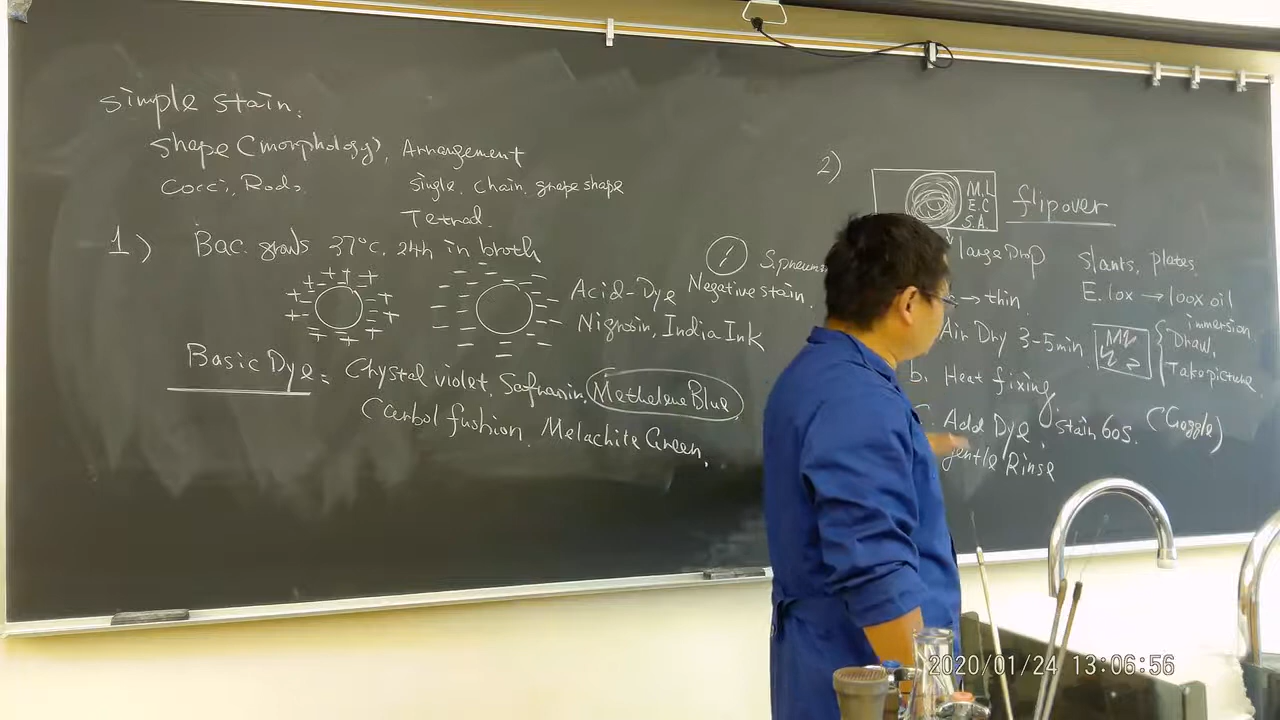 simple stain.
shape (morphology), Arrangement
Cocci, Rods. single. chain. grape shape
Tetrad.
1) Bac. grows 37°C. 24h in broth
Acid-Dye Negative stain.
Nigrosin, India Ink
Basic Dye: Chystal violet. Safranin. Methelene Blue
Carbol fushion. Melachite Green,
S. pneum
2)
M.L
E.C
S.A.
flipover
large Drop
→ thin
Air Dry 3-5min
b. Heat fixing
c. Add Dye, Stain 60s. (Goggle)
gentle Rinse
Slants, plates,
E. 10x → 100x oil
immersion
Draw,
Take picture
2020/01/24 13:06:56